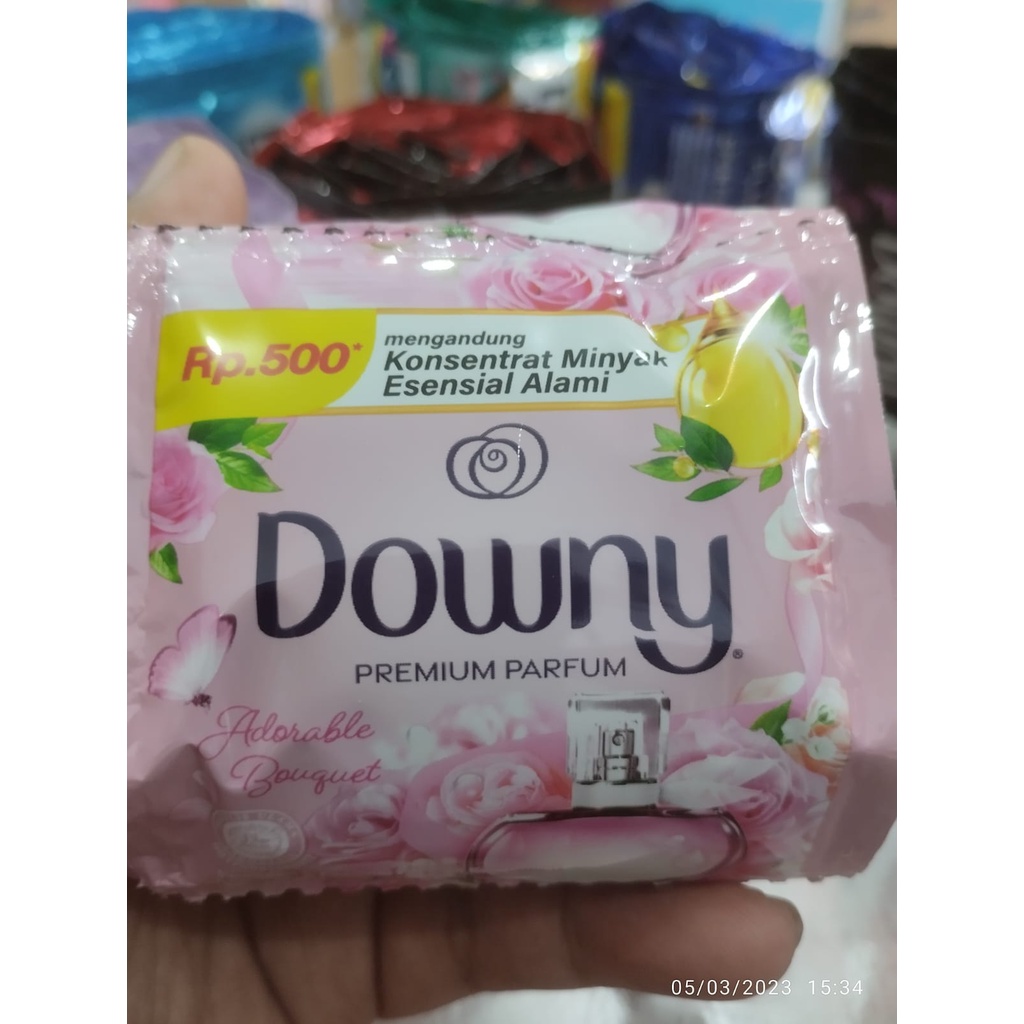 Rp.500*
mengandung
Konsentrat Minyak
Esensial Alami
Downy®
PREMIUM PARFUM
Adorable
Bouquet
05/03/2023 15:34